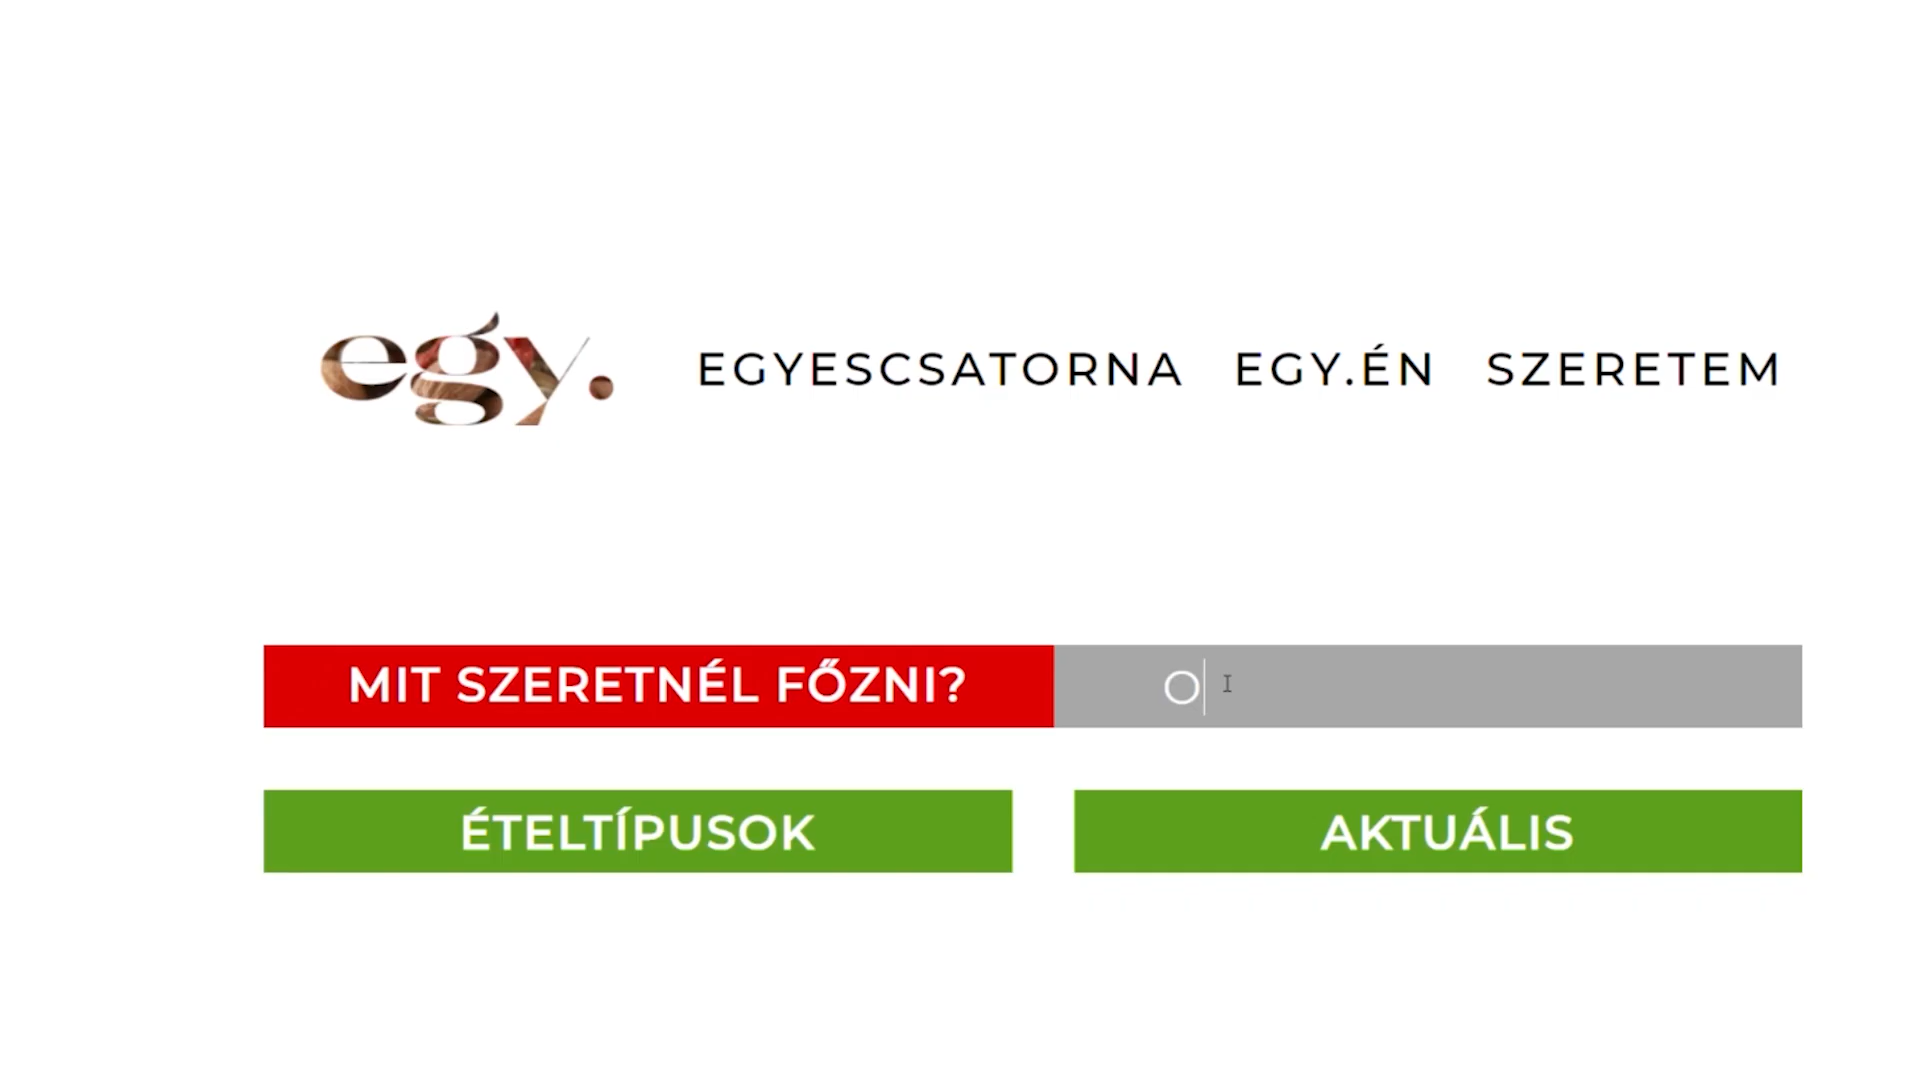 egy.
EGYESCSATORNA EGY.ÉN SZERETEM
MIT SZERETNÉL FŐZNI? O
ÉTELTÍPUSOK AKTUÁLIS